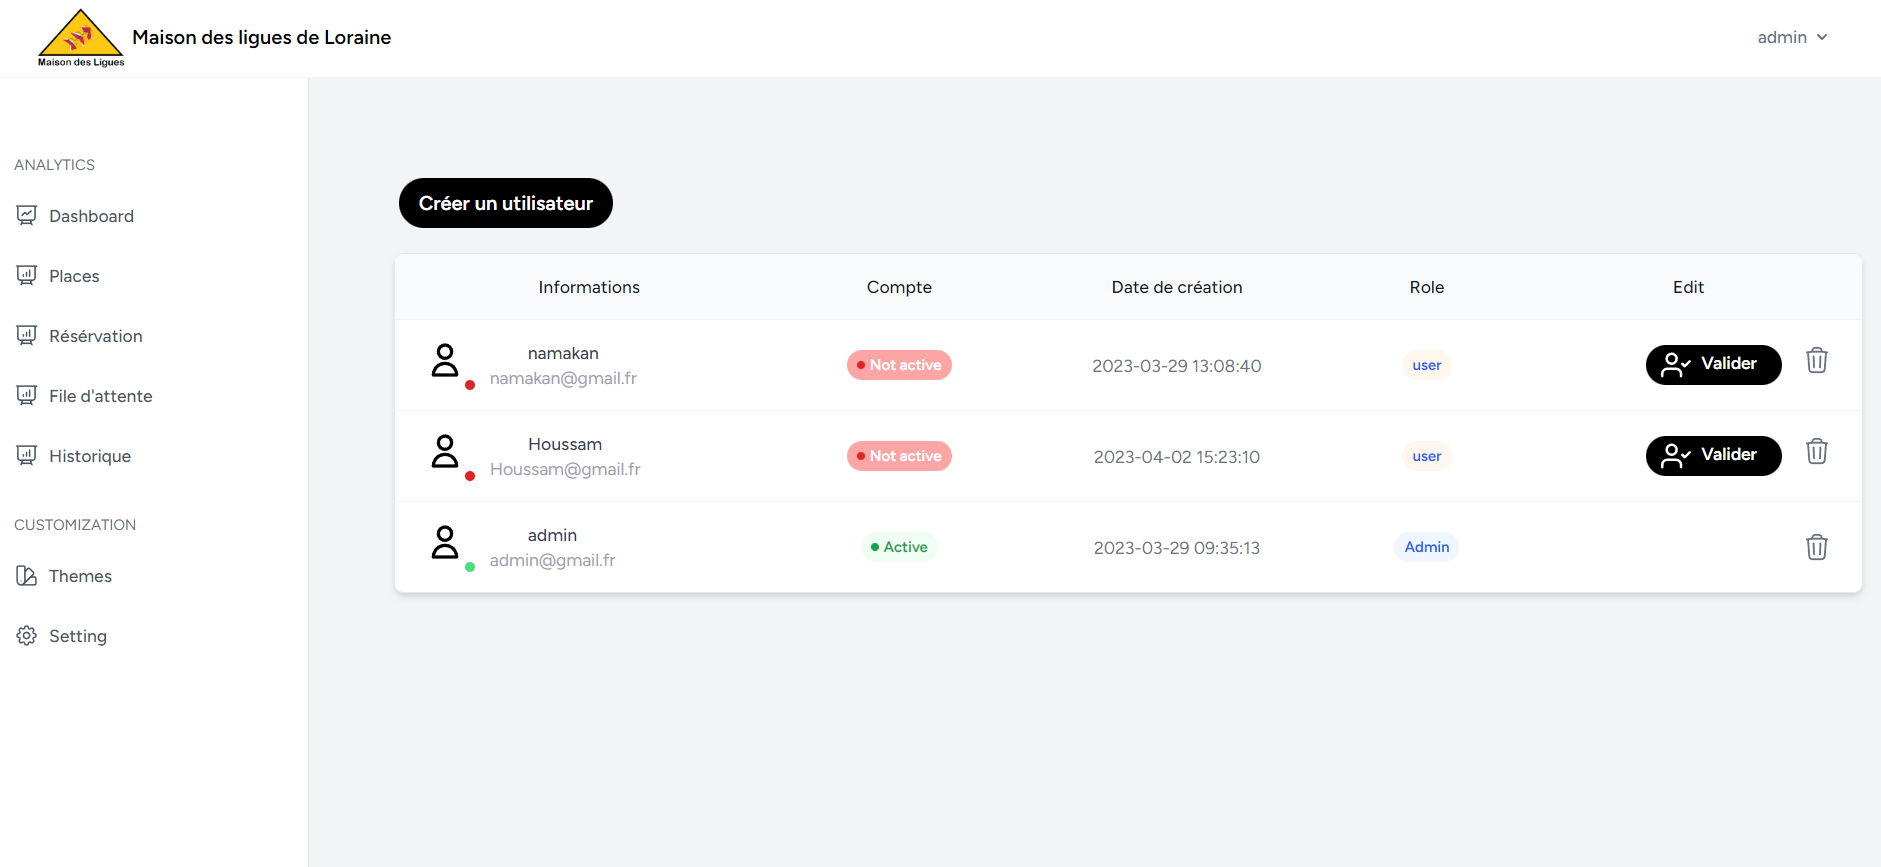 Maison des Ligues
Maison des ligues de Loraine
admin
ANALYTICS
Dashboard
Places
Résérvation
File d'attente
Historique
CUSTOMIZATION
Themes
Setting
Créer un utilisateur
Informations Compte Date de création Role Edit
namakan
namakan@gmail.fr
Not active 2023-03-29 13:08:40 user Valider
Houssam
Houssam@gmail.fr
Not active 2023-04-02 15:23:10 user Valider
admin
admin@gmail.fr
Active 2023-03-29 09:35:13 Admin